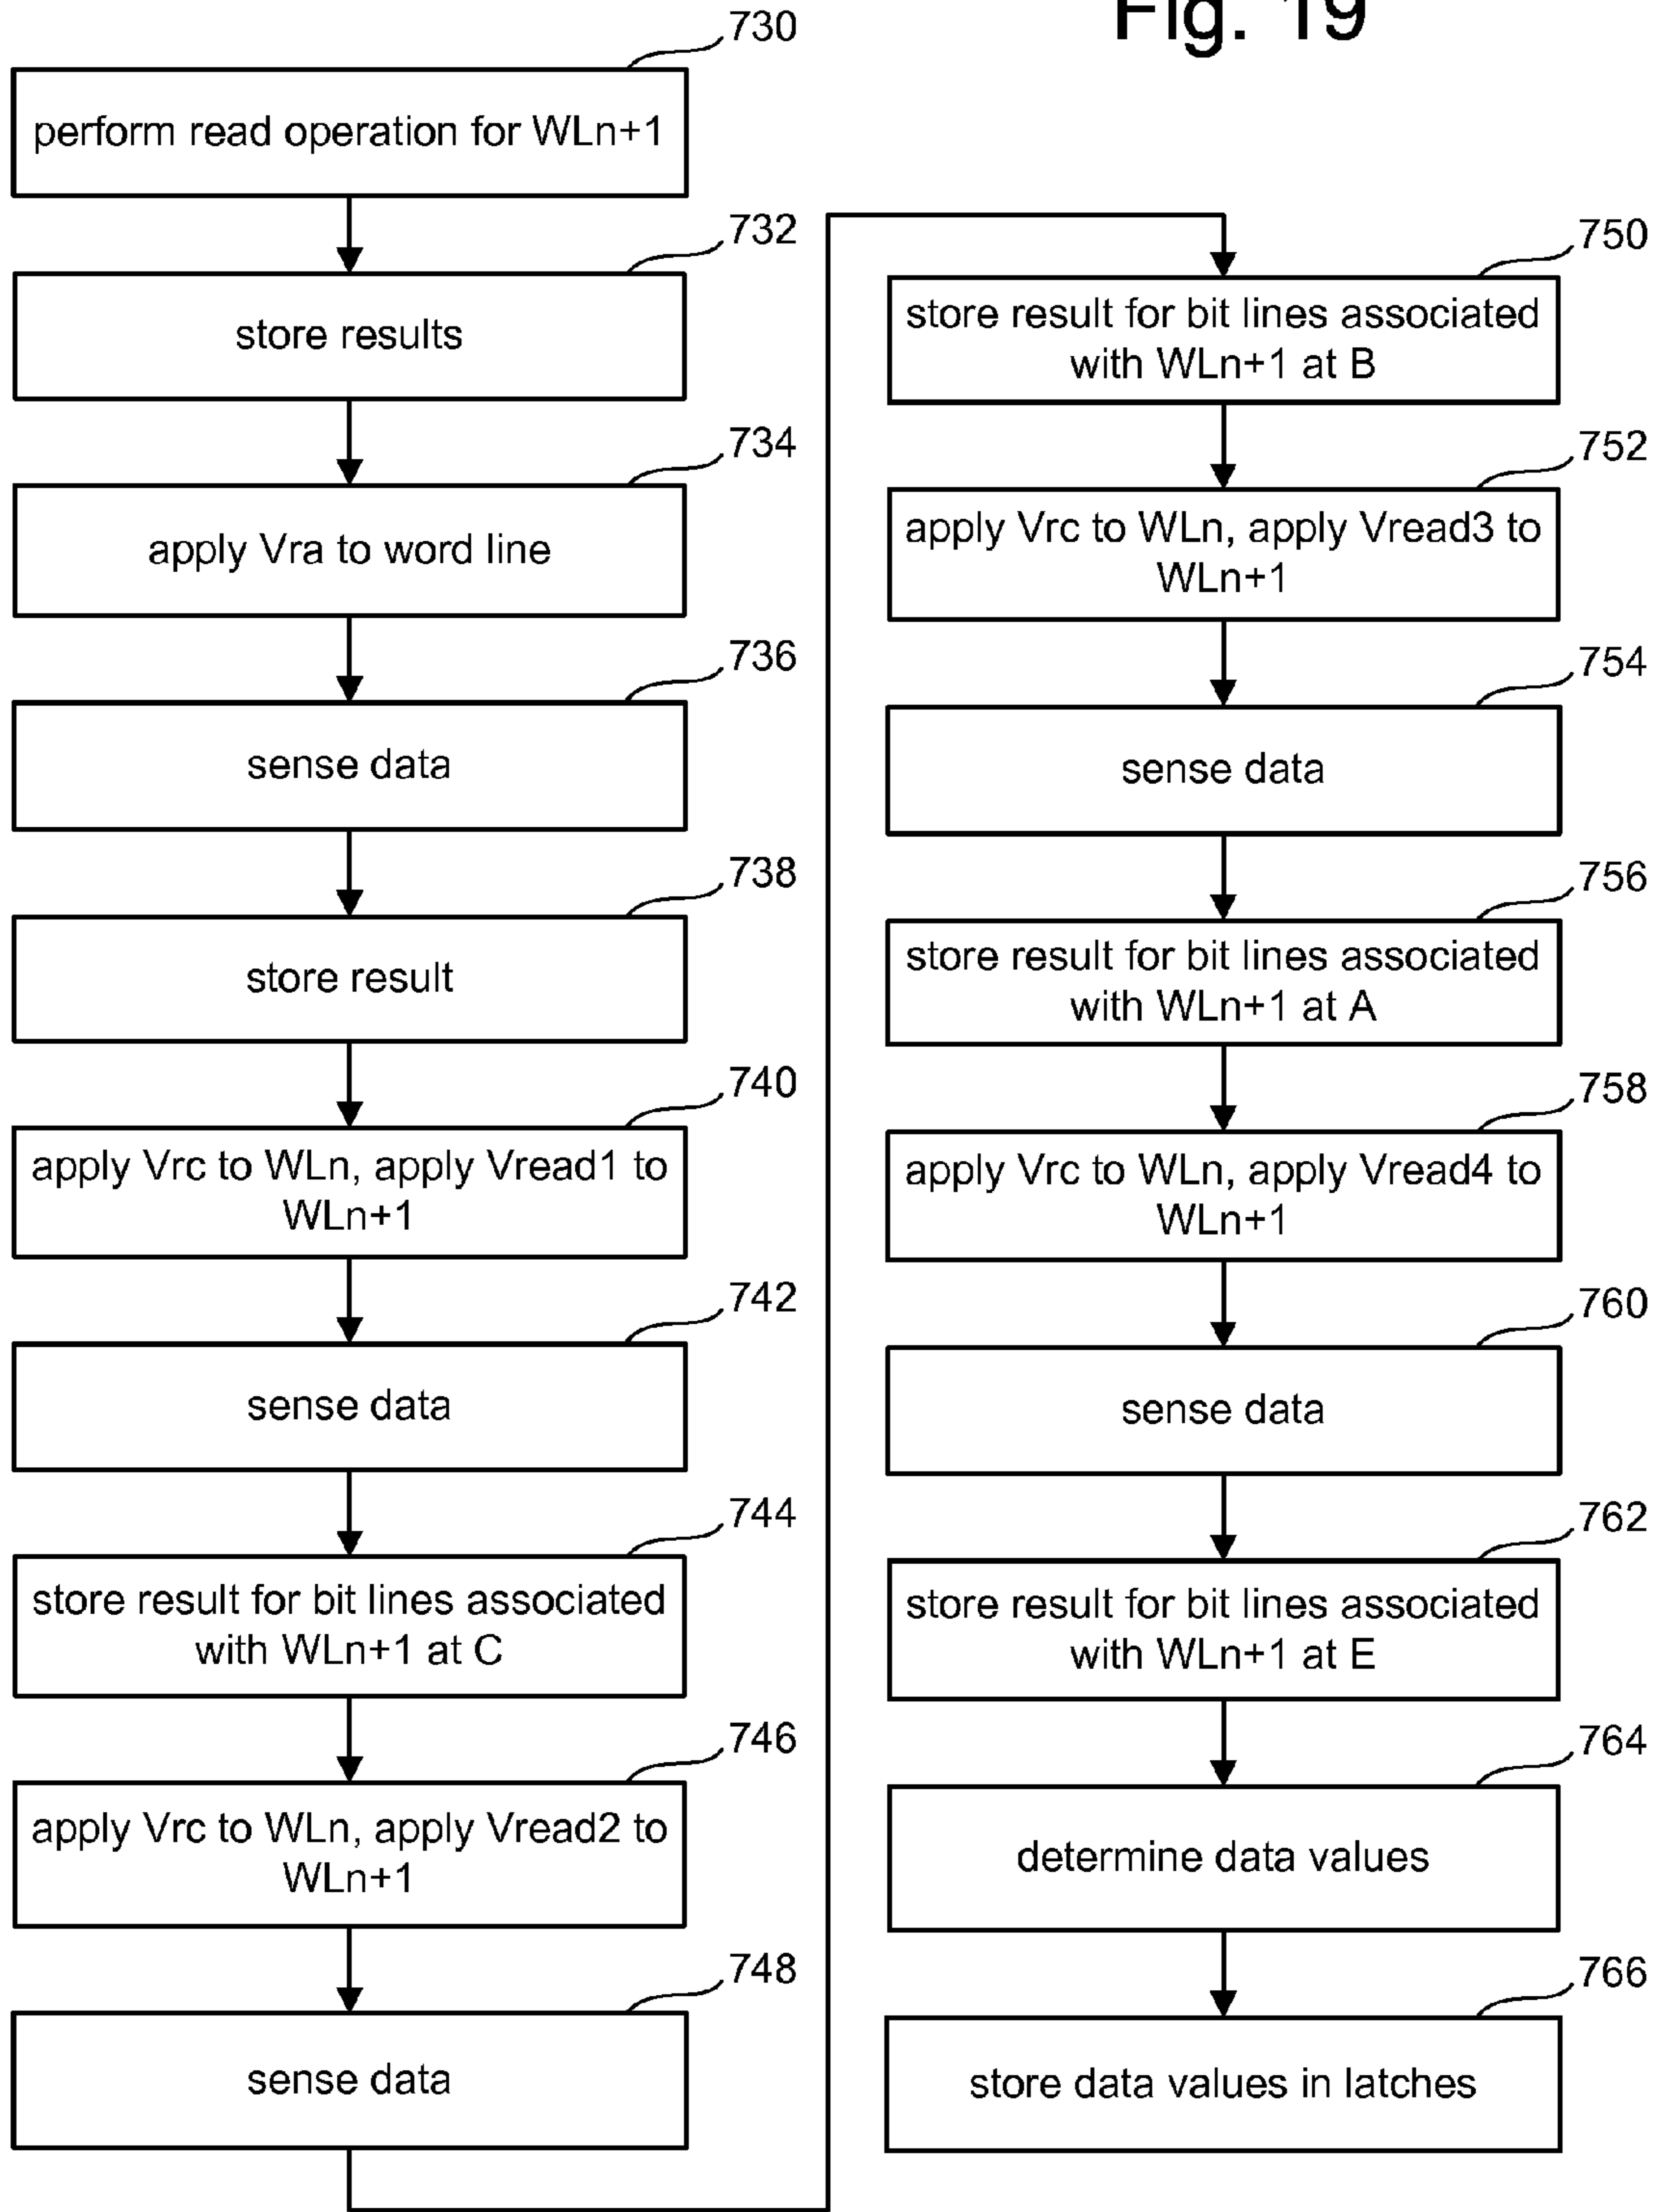 Fig. 19
730
perform read operation for WLn+1
732
store results
734
apply Vra to word line
736
sense data
738
store result
740
apply Vrc to WLn, apply Vread1 to
WLn+1
742
sense data
744
store result for bit lines associated
with WLn+1 at C
746
apply Vrc to WLn, apply Vread2 to
WLn+1
748
sense data
750
store result for bit lines associated
with WLn+1 at B
752
apply Vrc to WLn, apply Vread3 to
WLn+1
754
sense data
756
store result for bit lines associated
with WLn+1 at A
758
apply Vrc to WLn, apply Vread4 to
WLn+1
760
sense data
762
store result for bit lines associated
with WLn+1 at E
764
determine data values
766
store data values in latches